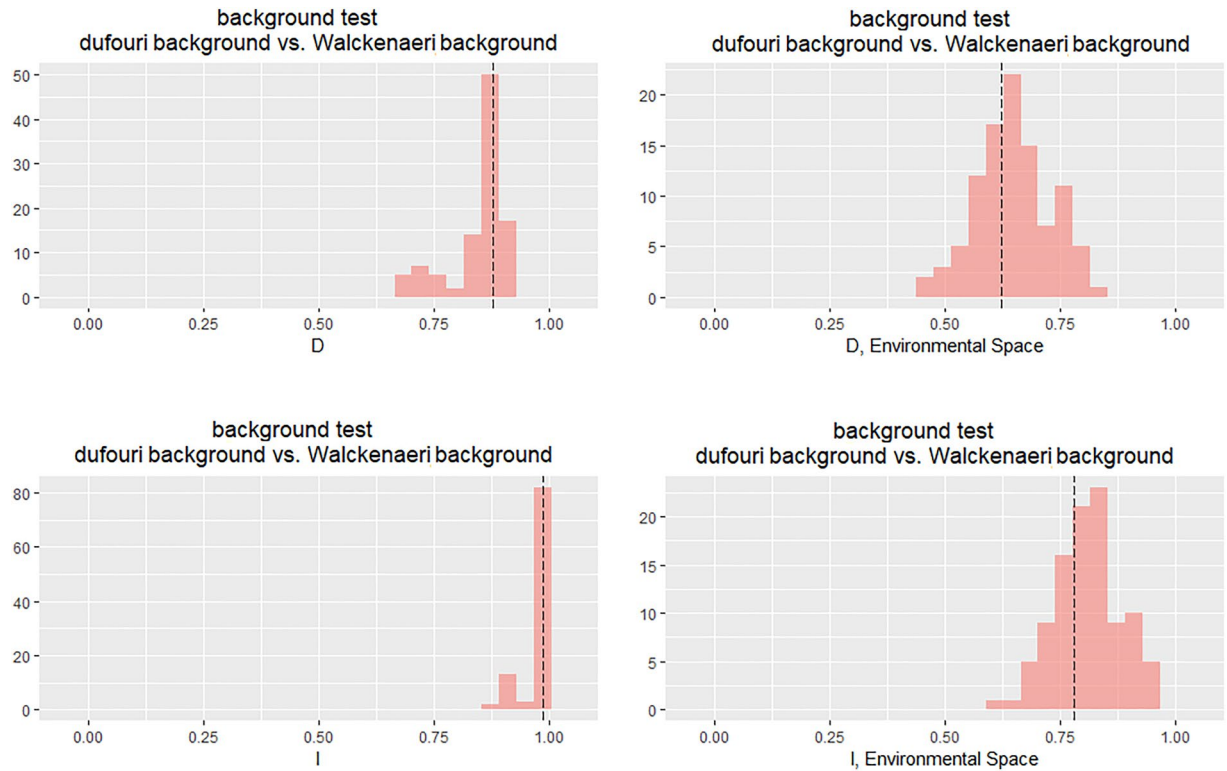 background test
dufouri background vs. Walckenaeri background
50
40
30
20
10
0
0.00 0.25 0.50 0.75 1.00
D
background test
dufouri background vs. Walckenaeri background
20
15
10
5
0
0.00 0.25 0.50 0.75 1.00
D, Environmental Space
background test
dufouri background vs. Walckenaeri background
80
60
40
20
0
0.00 0.25 0.50 0.75 1.00
I
background test
dufouri background vs. Walckenaeri background
20
15
10
5
0
0.00 0.25 0.50 0.75 1.00
I, Environmental Space